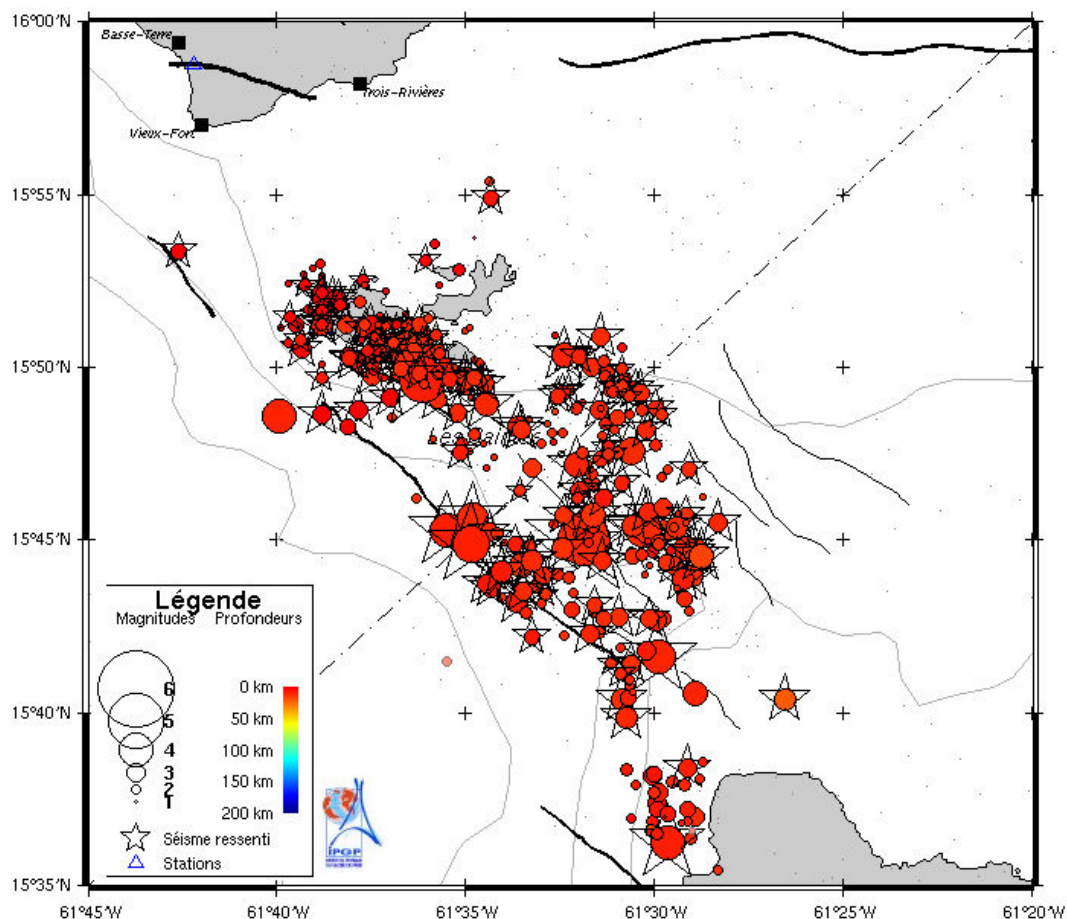 16°00′N
Basse−Terre
Trois−Rivières
Vieux−Fort
15°55′N
15°50′N
15°45′N
Légende
Magnitudes Profondeurs
6
5
4
3
2
1
0 km
50 km
100 km
150 km
200 km
Séisme ressenti
Stations
iPGP
15°40′N
15°35′N
61°45′W
61°40′W
61°35′W
61°30′W
61°25′W
61°20′W